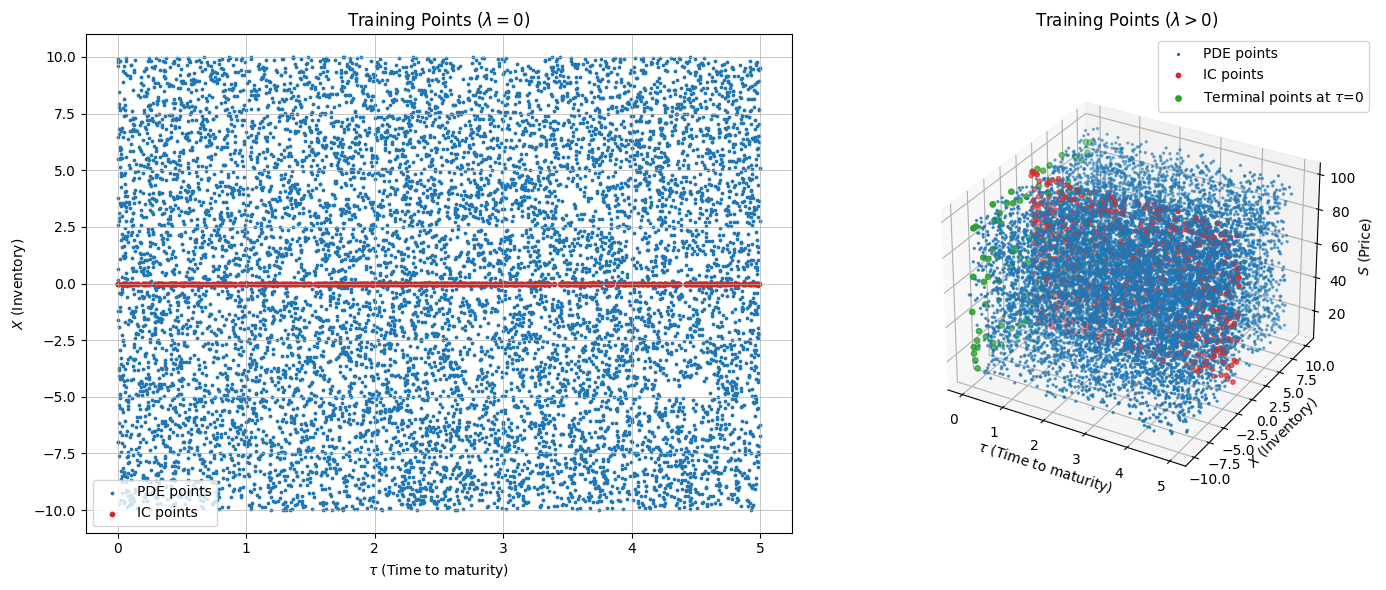 Training Points (λ = 0)
10.0
7.5
5.0
2.5
0.0
−2.5
−5.0
−7.5
−10.0
X (Inventory)
0
1
2
3
4
5
τ (Time to maturity)
PDE points
IC points
Training Points (λ > 0)
PDE points
IC points
Terminal points at τ=0
100
80
60
40
20
S (Price)
10.0
7.5
5.0
2.5
0.0
−2.5
−5.0
−7.5
−10.0
X (Inventory)
0
1
2
3
4
5
τ (Time to maturity)